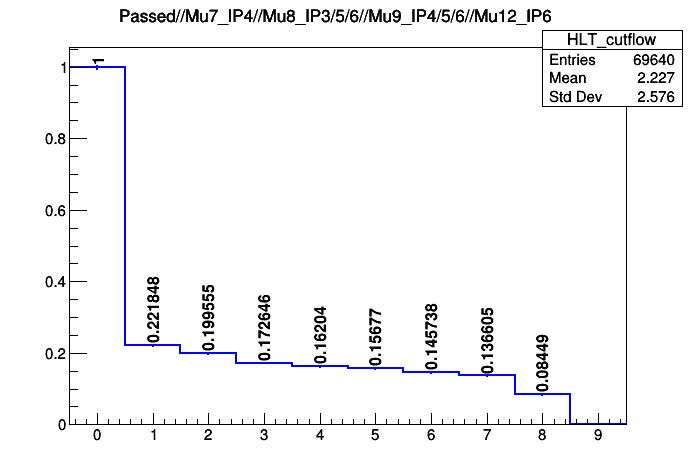 Passed//Mu7_IP4//Mu8_IP3/5/6//Mu9_IP4/5/6//Mu12_IP6
HLT_cutflow
Entries 69640
Mean 2.227
Std Dev 2.576
1
0.8
0.6
0.4
0.2
0
1
0.221848
0.199555
0.172646
0.16204
0.15677
0.145738
0.136605
0.08449
0 1 2 3 4 5 6 7 8 9